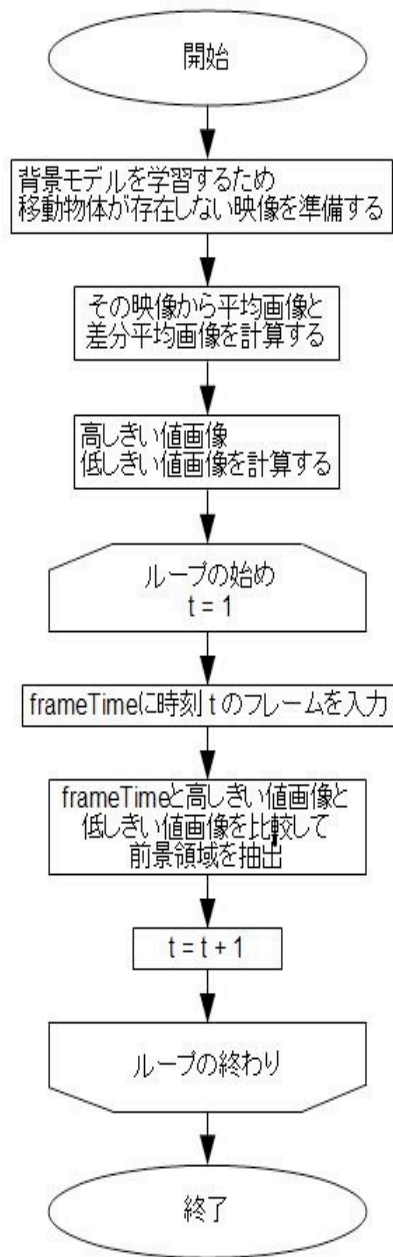 開始
背景モデルを学習するため
移動物体が存在しない映像を準備する
その映像から平均画像と
差分平均画像を計算する
高しきい値画像
低しきい値画像を計算する
ループの始め
t = 1
frameTimeに時刻 t のフレームを入力
frameTimeと高しきい値画像と
低しきい値画像を比較して
前景領域を抽出
t = t + 1
ループの終わり
終了